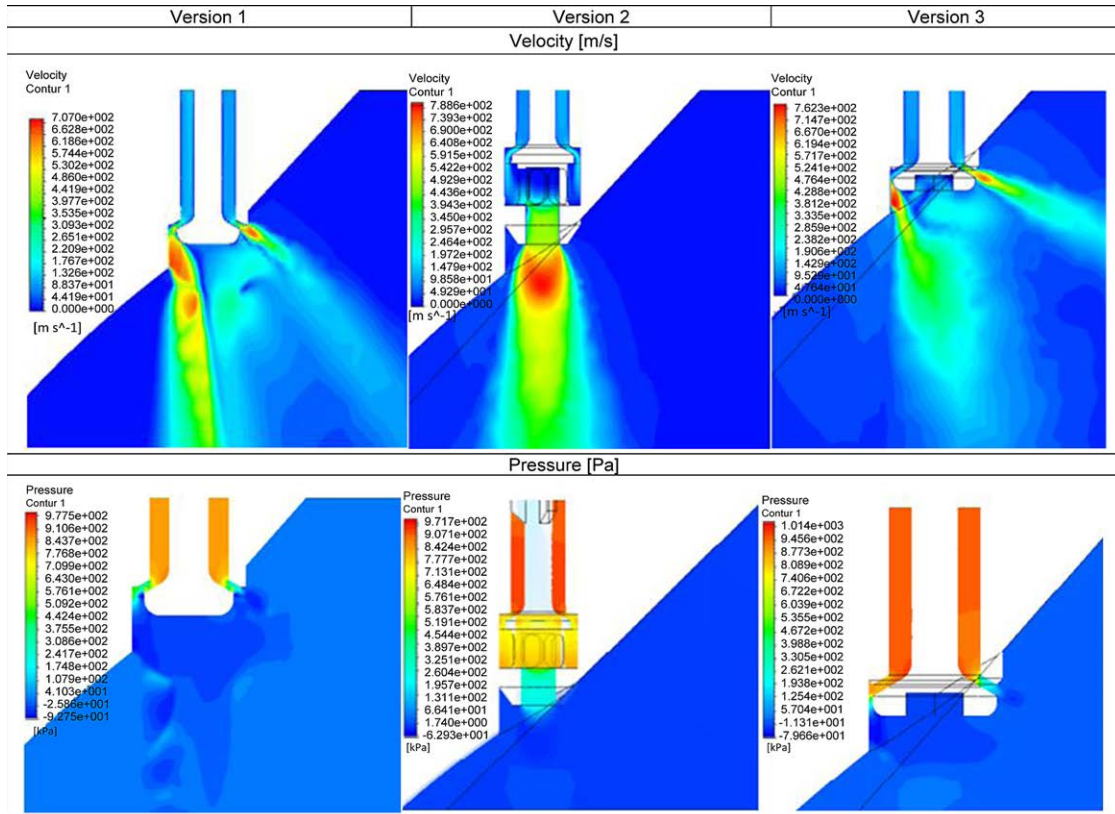 Version 1
Version 2
Version 3
Velocity [m/s]
Velocity
Contur 1
7.070e+002
6.628e+002
6.186e+002
5.744e+002
5.302e+002
4.860e+002
4.419e+002
3.977e+002
3.535e+002
3.093e+002
2.651e+002
2.209e+002
1.767e+002
1.326e+002
8.837e+001
4.419e+001
0.000e+000
[m s^-1]
Velocity
Contur 1
7.886e+002
7.393e+002
6.900e+002
6.408e+002
5.915e+002
5.422e+002
4.929e+002
4.436e+002
3.943e+002
3.450e+002
2.957e+002
2.464e+002
1.972e+002
1.479e+002
9.858e+001
4.929e+001
0.000e+000
[m s^-1]
Velocity
Contur 1
7.623e+002
7.147e+002
6.670e+002
6.194e+002
5.717e+002
5.241e+002
4.764e+002
4.288e+002
3.812e+002
3.335e+002
2.859e+002
2.382e+002
1.906e+002
1.429e+002
9.529e+001
4.764e+001
0.000e+000
[m s^-1]
Pressure [Pa]
Pressure
Contur 1
9.775e+002
9.106e+002
8.437e+002
7.768e+002
7.099e+002
6.430e+002
5.761e+002
5.092e+002
4.424e+002
3.755e+002
3.086e+002
2.417e+002
1.748e+002
1.079e+002
4.103e+001
-2.586e+001
-9.275e+001
[kPa]
Pressure
Contur 1
9.717e+002
9.071e+002
8.424e+002
7.777e+002
7.131e+002
6.484e+002
5.761e+002
5.837e+002
5.191e+002
4.544e+002
3.897e+002
3.251e+002
2.604e+002
1.957e+002
1.311e+002
6.641e+001
1.740e+000
-6.293e+001
[kPa]
Pressure
Contur 1
1.014e+003
9.456e+002
8.773e+002
8.089e+002
7.406e+002
6.722e+002
6.039e+002
5.355e+002
4.672e+002
3.988e+002
3.305e+002
2.621e+002
1.938e+002
1.254e+002
5.704e+001
-1.131e+001
-7.966e+001
[kPa]